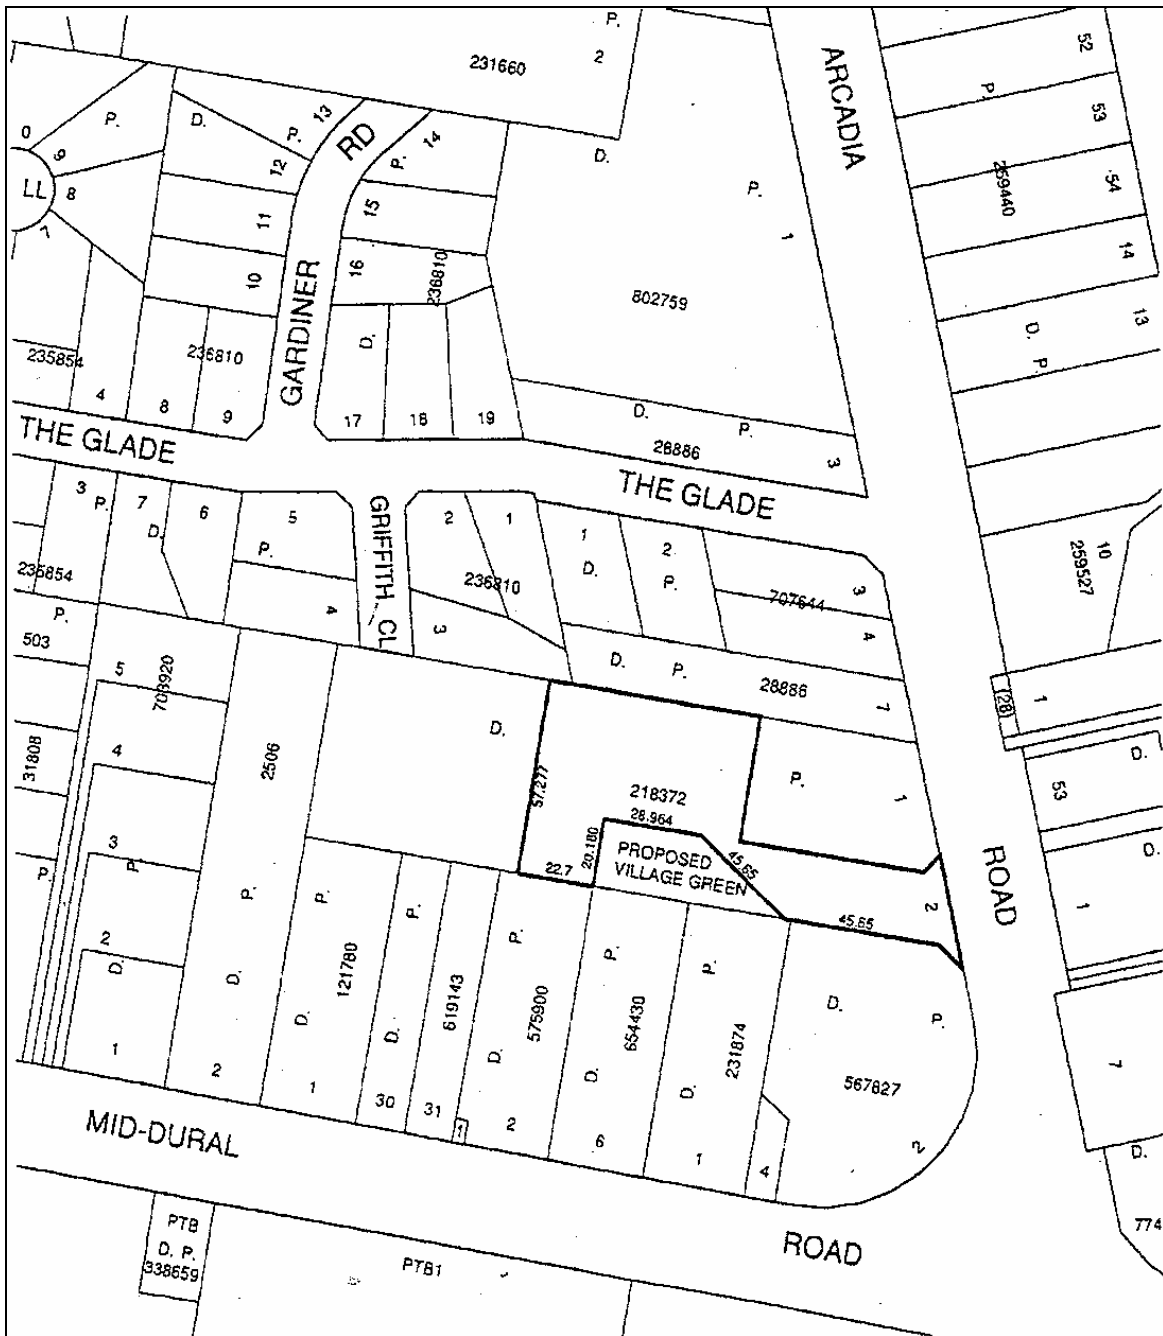 P.
2
231660
52
ARCADIA
P.
53
13
P.
D.
P.
0
RD
14
D.
12
9
P.
LL
8
15
P.
259440
54
7
11
1
14
16
236810
10
802759
13
GARDINER
D.
P.
D.
235854
236810
4
8
9
17
18
19
D.
P.
28886
3
THE GLADE
THE GLADE
3
P.
7
D.
6
5
P.
GRIFFITH CL
2
1
236810
1
D.
2
P.
707644
3
4
10
259527
235854
4
3
P.
503
5
703920
D.
P.
28886
7
(28)
1
D.
31808
4
2506
D.
57.277
218372
28.964
P.
1
53
D.
3
P.
P.
20.180
PROPOSED
VILLAGE GREEN
45.65
22.7
ROAD
P.
P.
P.
2
45.65
1
2
D.
P.
P.
P.
D.
121780
619143
575900
654430
231874
D.
P.
D.
D.
D.
D.
D.
567827
7
1
2
1
30
31
1
2
6
1
4
2
D.
MID-DURAL
ROAD
774
PTB
D. P.
338659
PTB1